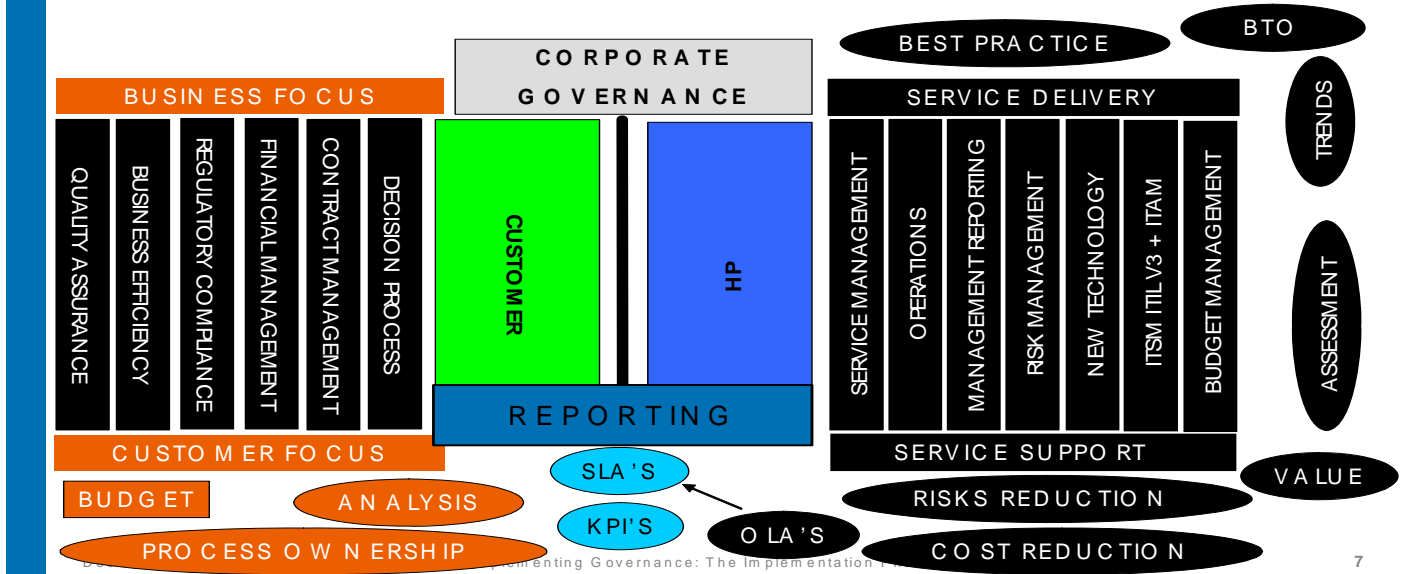 BEST PRACTICE
BTO
CORPORATE
GOVERNANCE
BUSINESS FOCUS
SERVICE DELIVERY
TRENDS
QUALITY ASSURANCE
BUSINESS EFFICIENCY
REGULATORY COMPLIANCE
FINANCIAL MANAGEMENT
CONTRACT MANAGEMENT
DECISION PROCESS
CUSTOMER
HP
SERVICE MANAGEMENT
OPERATIONS
MANAGEMENT REPORTING
RISK MANAGEMENT
NEW TECHNOLOGY
ITSM ITIL V3 + ITAM
BUDGET MANAGEMENT
ASSESSMENT
REPORTING
CUSTOMER FOCUS
SERVICE SUPPORT
SLA'S
VALUE
BUDGET
ANALYSIS
RISKS REDUCTION
KPI'S
OLA'S
PROCESS OWNERSHIP
COST REDUCTION
Governance: The Implementation
7